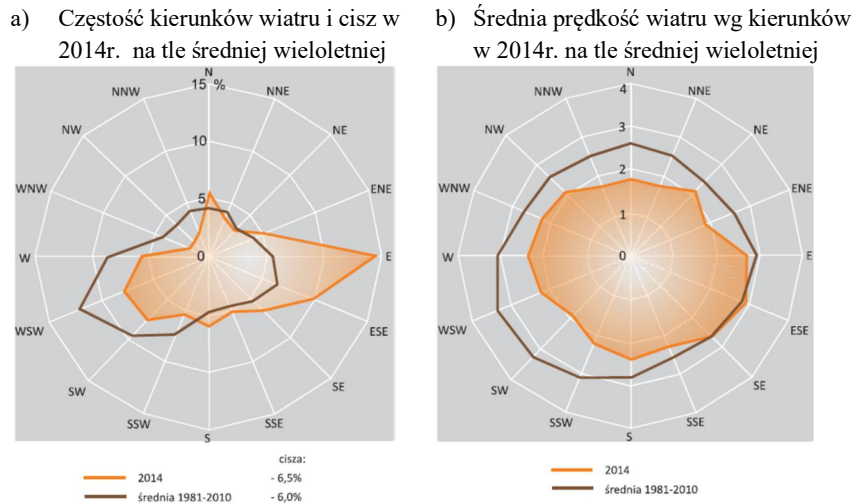 a) Częstość kierunków wiatru i cisz w
2014r. na tle średniej wieloletniej
N
15 %
NNW
NNE
NW
10
NE
WNW
5
ENE
W
0
E
WSW
ESE
SW
SE
SSW
SSE
S
cisza:
2014 - 6,5%
średnia 1981-2010 - 6,0%
b) Średnia prędkość wiatru wg kierunków
w 2014r. na tle średniej wieloletniej
N
4
NNW
NNE
3
NW
NE
2
WNW
ENE
1
W
0
E
WSW
ESE
SW
SE
SSW
SSE
S
2014
średnia 1981-2010